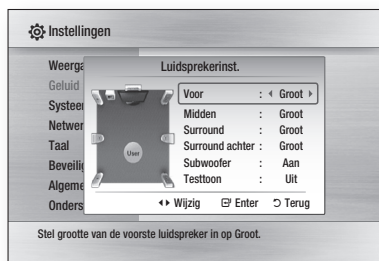 Instellingen
Luidsprekerinst.
Weerga
Geluid
Systee
Netwer
Taal
Beveilig
Algeme
Onders
User
Voor : Groot
Midden : Groot
Surround : Groot
Surround achter : Groot
Subwoofer : Aan
Testtoon : Uit
Wijzig Enter Terug
Stel grootte van de voorste luidspreker in op Groot.